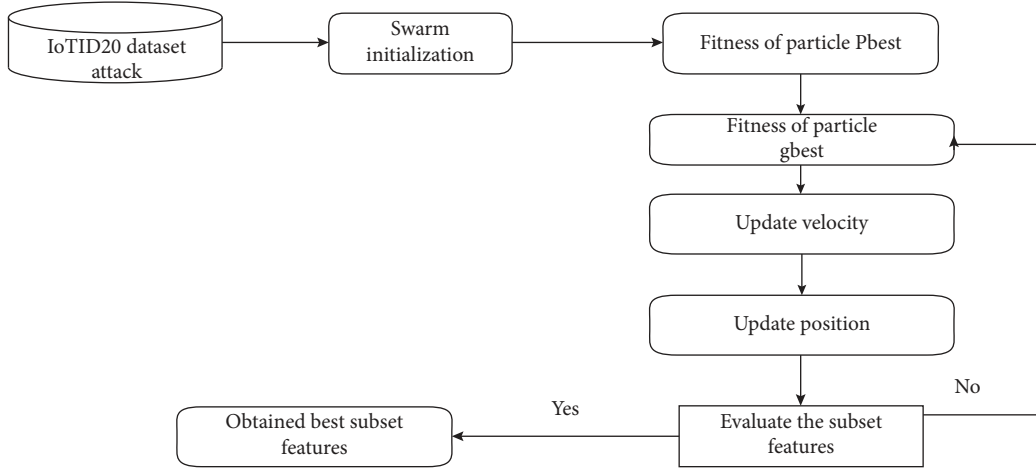 IoTID20 dataset
attack
Swarm
initialization
Fitness of particle Pbest
Fitness of particle
gbest
Update velocity
Update position
No
Yes
Evaluate the subset
features
Obtained best subset
features